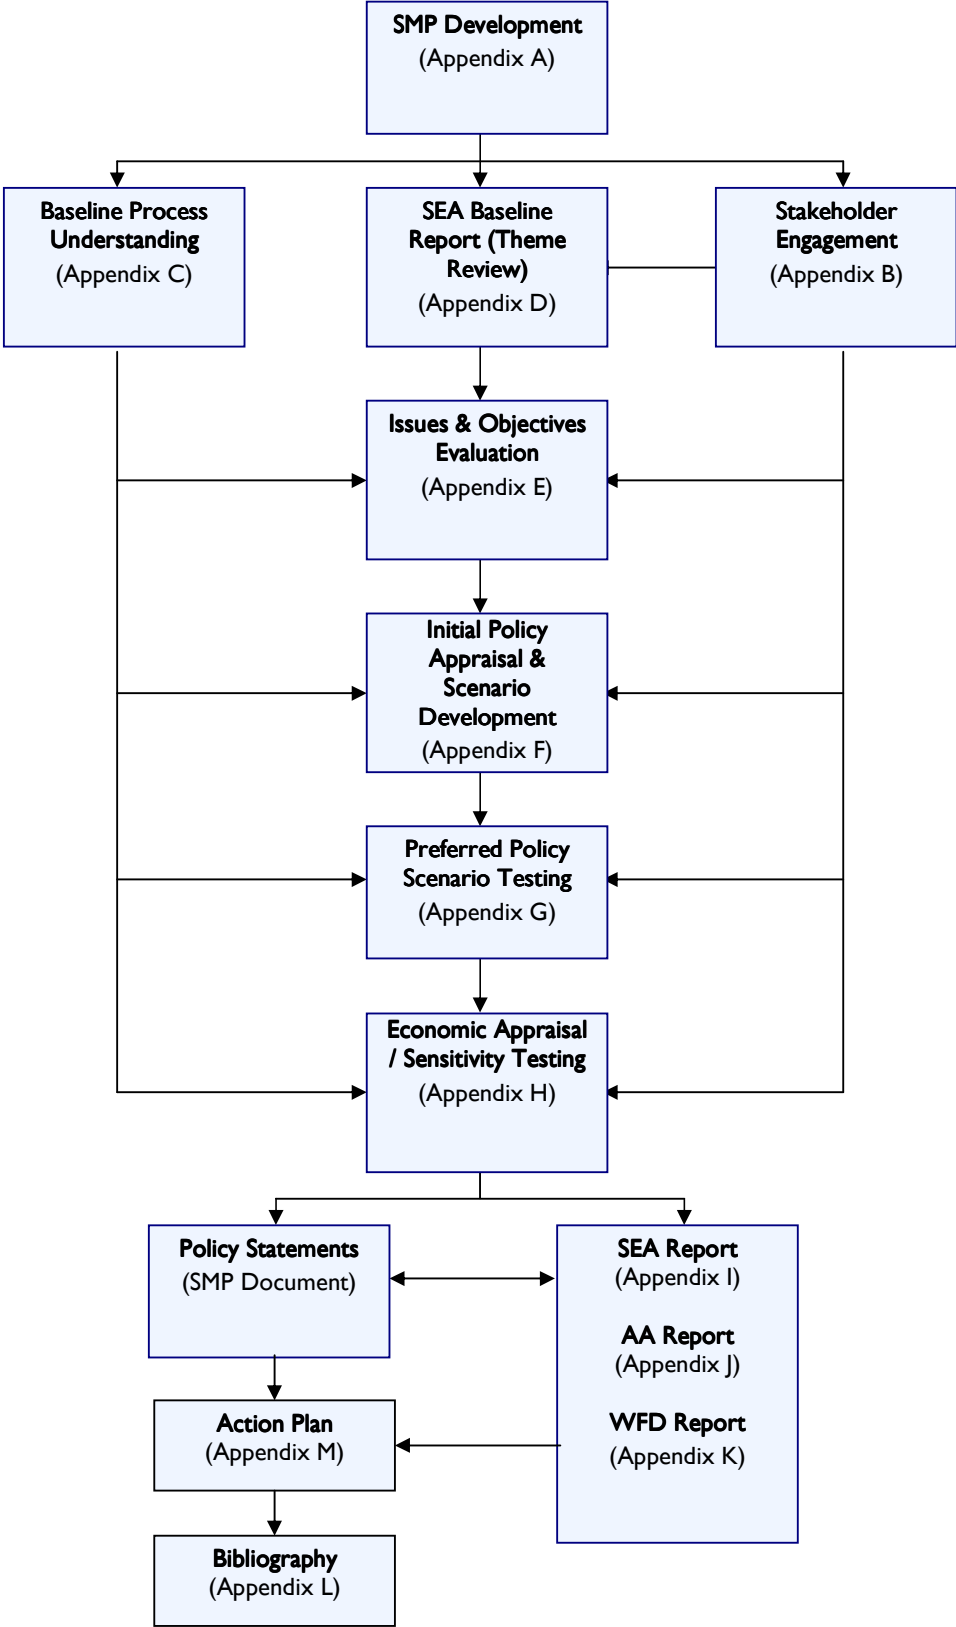 SMP Development
(Appendix A)
Baseline Process
Understanding
(Appendix C)
SEA Baseline
Report (Theme
Review)
(Appendix D)
Stakeholder
Engagement
(Appendix B)
Issues & Objectives
Evaluation
(Appendix E)
Initial Policy
Appraisal &
Scenario
Development
(Appendix F)
Preferred Policy
Scenario Testing
(Appendix G)
Economic Appraisal
/ Sensitivity Testing
(Appendix H)
Policy Statements
(SMP Document)
SEA Report
(Appendix I)
AA Report
(Appendix J)
WFD Report
(Appendix K)
Action Plan
(Appendix M)
Bibliography
(Appendix L)